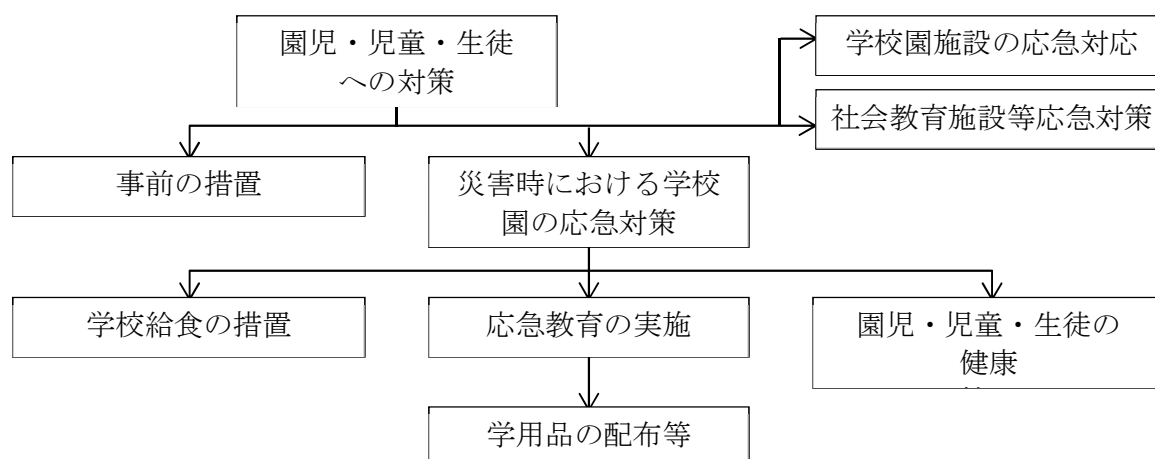 園児・児童・生徒
への対策
学校園施設の応急対応
社会教育施設等応急対策
事前の措置
災害時における学校
園の応急対策
学校給食の措置
応急教育の実施
園児・児童・生徒の
健康
学用品の配布等